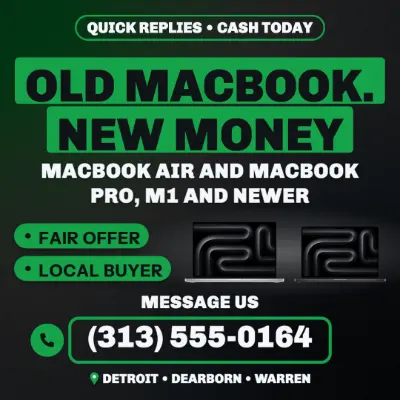 QUICK REPLIES • CASH TODAY
OLD MACBOOK.
NEW MONEY
MACBOOK AIR AND MACBOOK
PRO, M1 AND NEWER
• FAIR OFFER
• LOCAL BUYER
MESSAGE US
(313) 555-0164
DETROIT • DEARBORN • WARREN